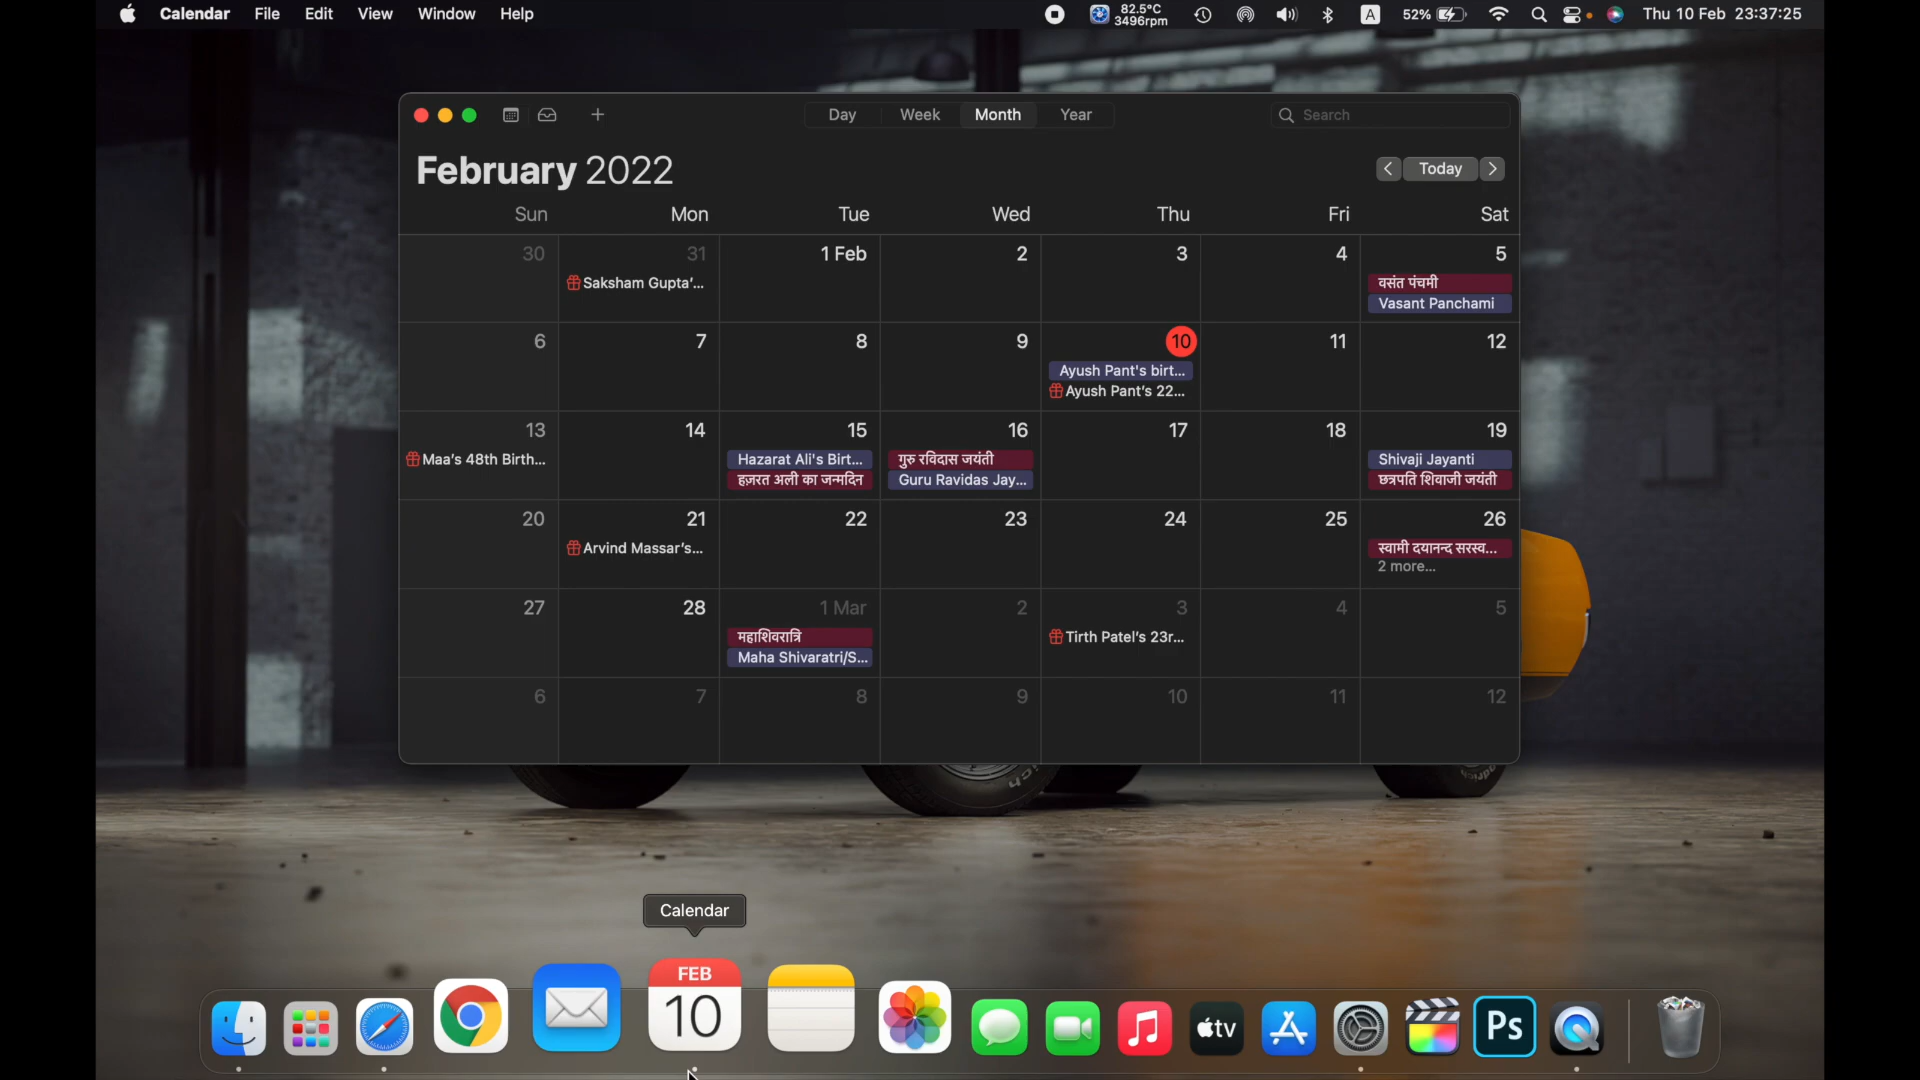 Calendar File Edit View Window Help
82.5°C
3496rpm
A 52% Thu 10 Feb 23:37:25
Day Week Month Year Search
February 2022
Today
Sun Mon Tue Wed Thu Fri Sat
30 31 1 Feb 2 3 4 5
Saksham Gupta'... वसंत पंचमी
Vasant Panchami
6 7 8 9 10 11 12
Ayush Pant's birt...
Ayush Pant's 22...
13 14 15 16 17 18 19
Maa's 48th Birth... Hazarat Ali's Birt... गुरु रविदास जयंती Shivaji Jayanti
हज़रत अली का जन्मदिन Guru Ravidas Jay... छत्रपति शिवाजी जयंती
20 21 22 23 24 25 26
Arvind Massar's... स्वामी दयानन्द सरस्व...
2 more...
27 28 1 Mar 2 3 4 5
महाशिवरात्रि Tirth Patel's 23r...
Maha Shivaratri/S...
6 7 8 9 10 11 12
Calendar
FEB
10
tv Ps